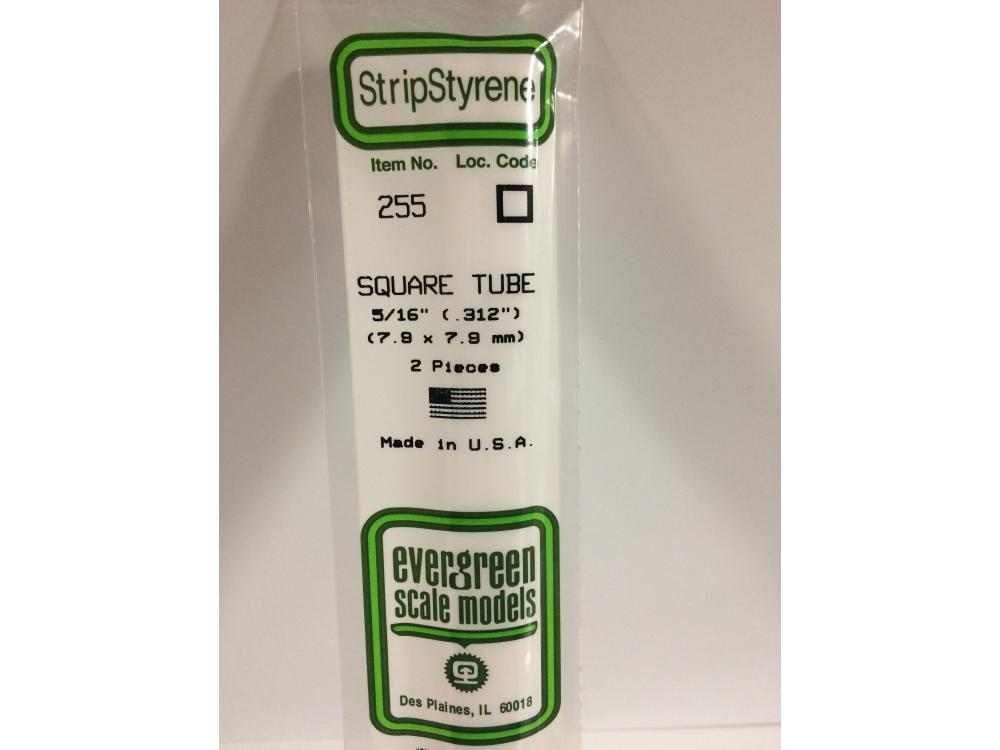 StripStyrene
Item No. Loc. Code
255
SQUARE TUBE
5/16" (.312")
(7.9 x 7.9 mm)
2 Pieces
Made in U.S.A.
evergreen
scale models
Des Plaines, IL 60018